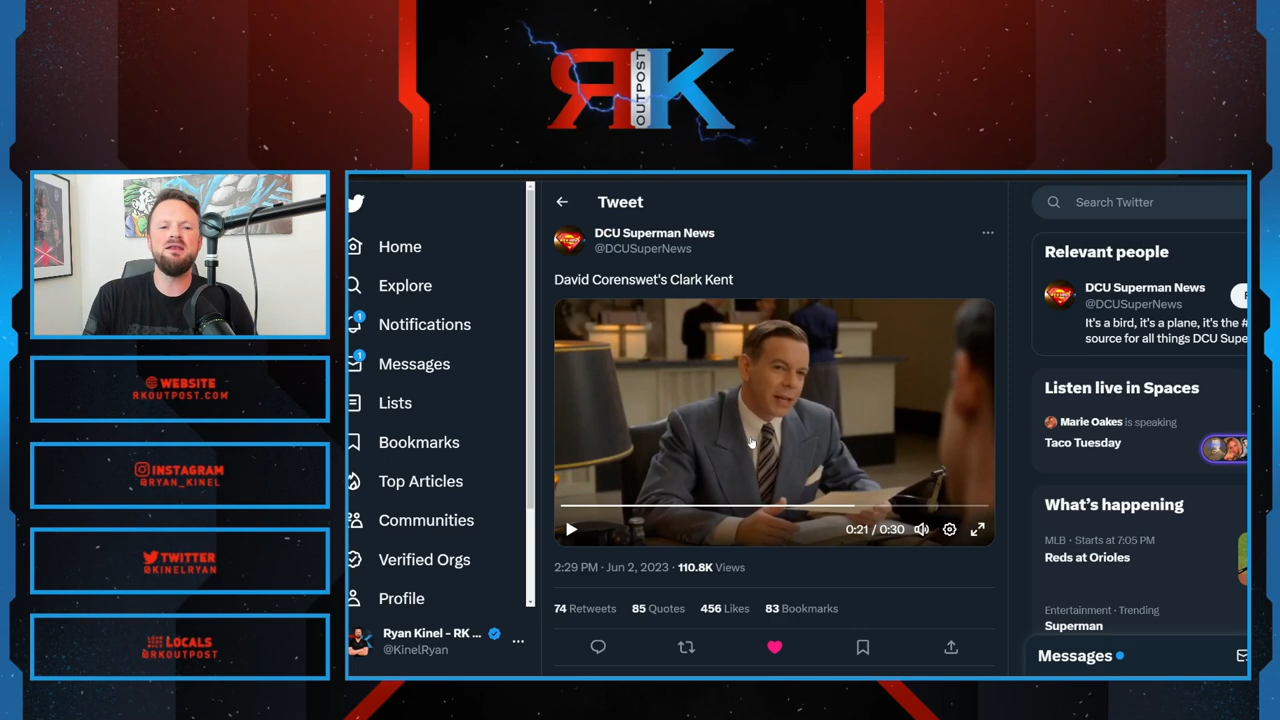 RK
OUTPOST
WEBSITE
RKOUTPOST.COM
INSTAGRAM
@RYAN_KINEL
TWITTER
@KINELRYAN
LOCALS
@RKOUTPOST
Home
Explore
1
Notifications
1
Messages
Lists
Bookmarks
Top Articles
Communities
Verified Orgs
Profile
Ryan Kinel - RK ...
@KinelRyan
Tweet
DCU Superman News
@DCUSuperNews
David Corenswet's Clark Kent
0:21 / 0:30
2:29 PM · Jun 2, 2023 · 110.8K Views
74 Retweets 85 Quotes 456 Likes 83 Bookmarks
Search Twitter
Relevant people
DCU Superman News
@DCUSuperNews
It's a bird, it's a plane, it's the #
source for all things DCU Supe
Listen live in Spaces
Marie Oakes is speaking
Taco Tuesday
What's happening
MLB · Starts at 7:05 PM
Reds at Orioles
Entertainment · Trending
Superman
Messages